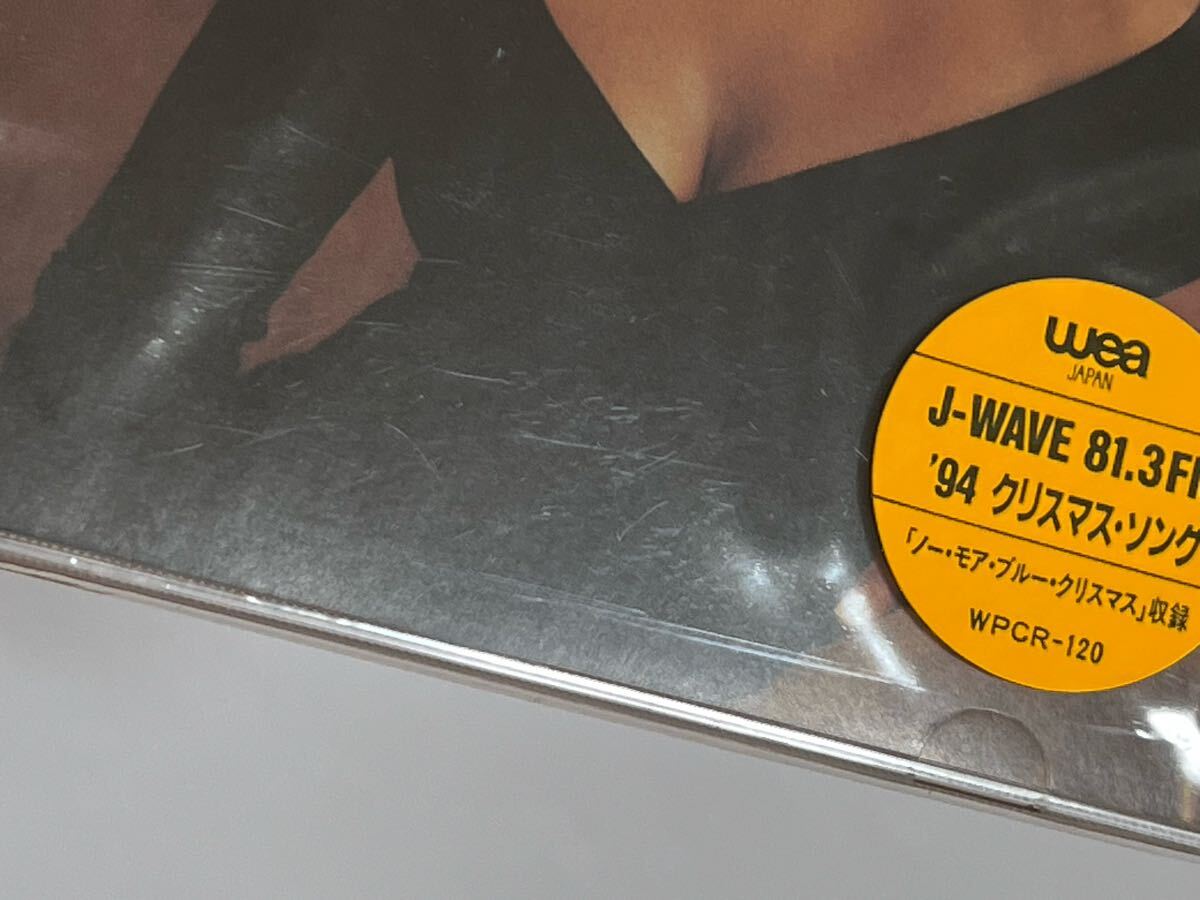 wea
JAPAN
J-WAVE 81.3F
'94 クリスマス・ソング
「ノー・モア・ブルー・クリスマス」収録
WPCR-120